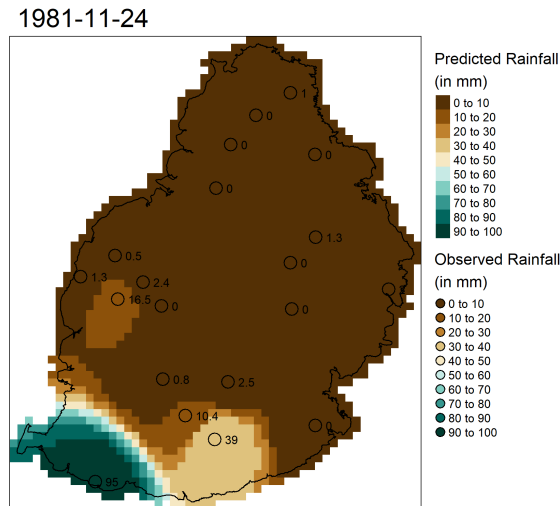 1981-11-24
Predicted Rainfall
(in mm)
0 to 10
10 to 20
20 to 30
30 to 40
40 to 50
50 to 60
60 to 70
70 to 80
80 to 90
90 to 100
Observed Rainfall
(in mm)
0 to 10
10 to 20
20 to 30
30 to 40
40 to 50
50 to 60
60 to 70
70 to 80
80 to 90
90 to 100
1
0
0
0
0
1.3
0.5
0
1.3
2.4
16.5
0
0
0.8
2.5
10.4
0
39
95